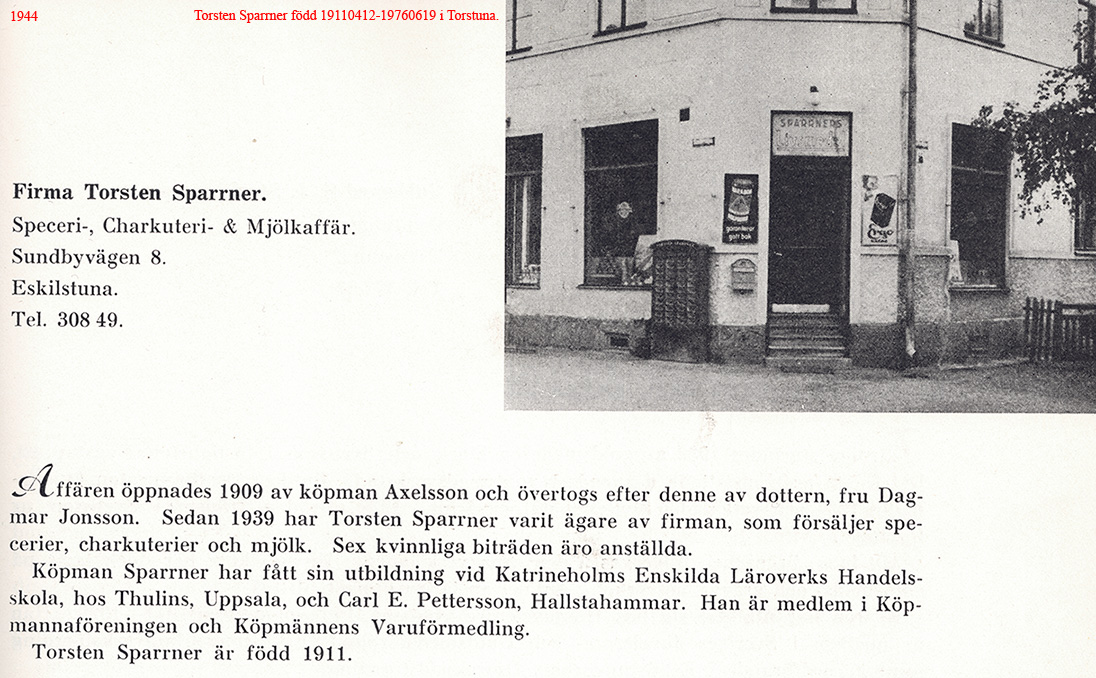 1944
Torsten Sparrner född 19110412-19760619 i Torstuna.
SPARRNERS
garanterar
gott bak
Ergo
Firma Torsten Sparrner.
Speceri-, Charkuteri- & Mjölkaffär.
Sundbyvägen 8.
Eskilstuna.
Tel. 308 49.
Affären öppnades 1909 av köpman Axelsson och övertogs efter denne av dottern, fru Dag-
mar Jonsson. Sedan 1939 har Torsten Sparrner varit ägare av firman, som försäljer spe-
cerier, charkuterier och mjölk. Sex kvinnliga biträden äro anställda.
Köpman Sparrner har fått sin utbildning vid Katrineholms Enskilda Läroverks Handels-
skola, hos Thulins, Uppsala, och Carl E. Pettersson, Hallstahammar. Han är medlem i Köp-
mannaföreningen och Köpmännens Varuförmedling.
Torsten Sparrner är född 1911.